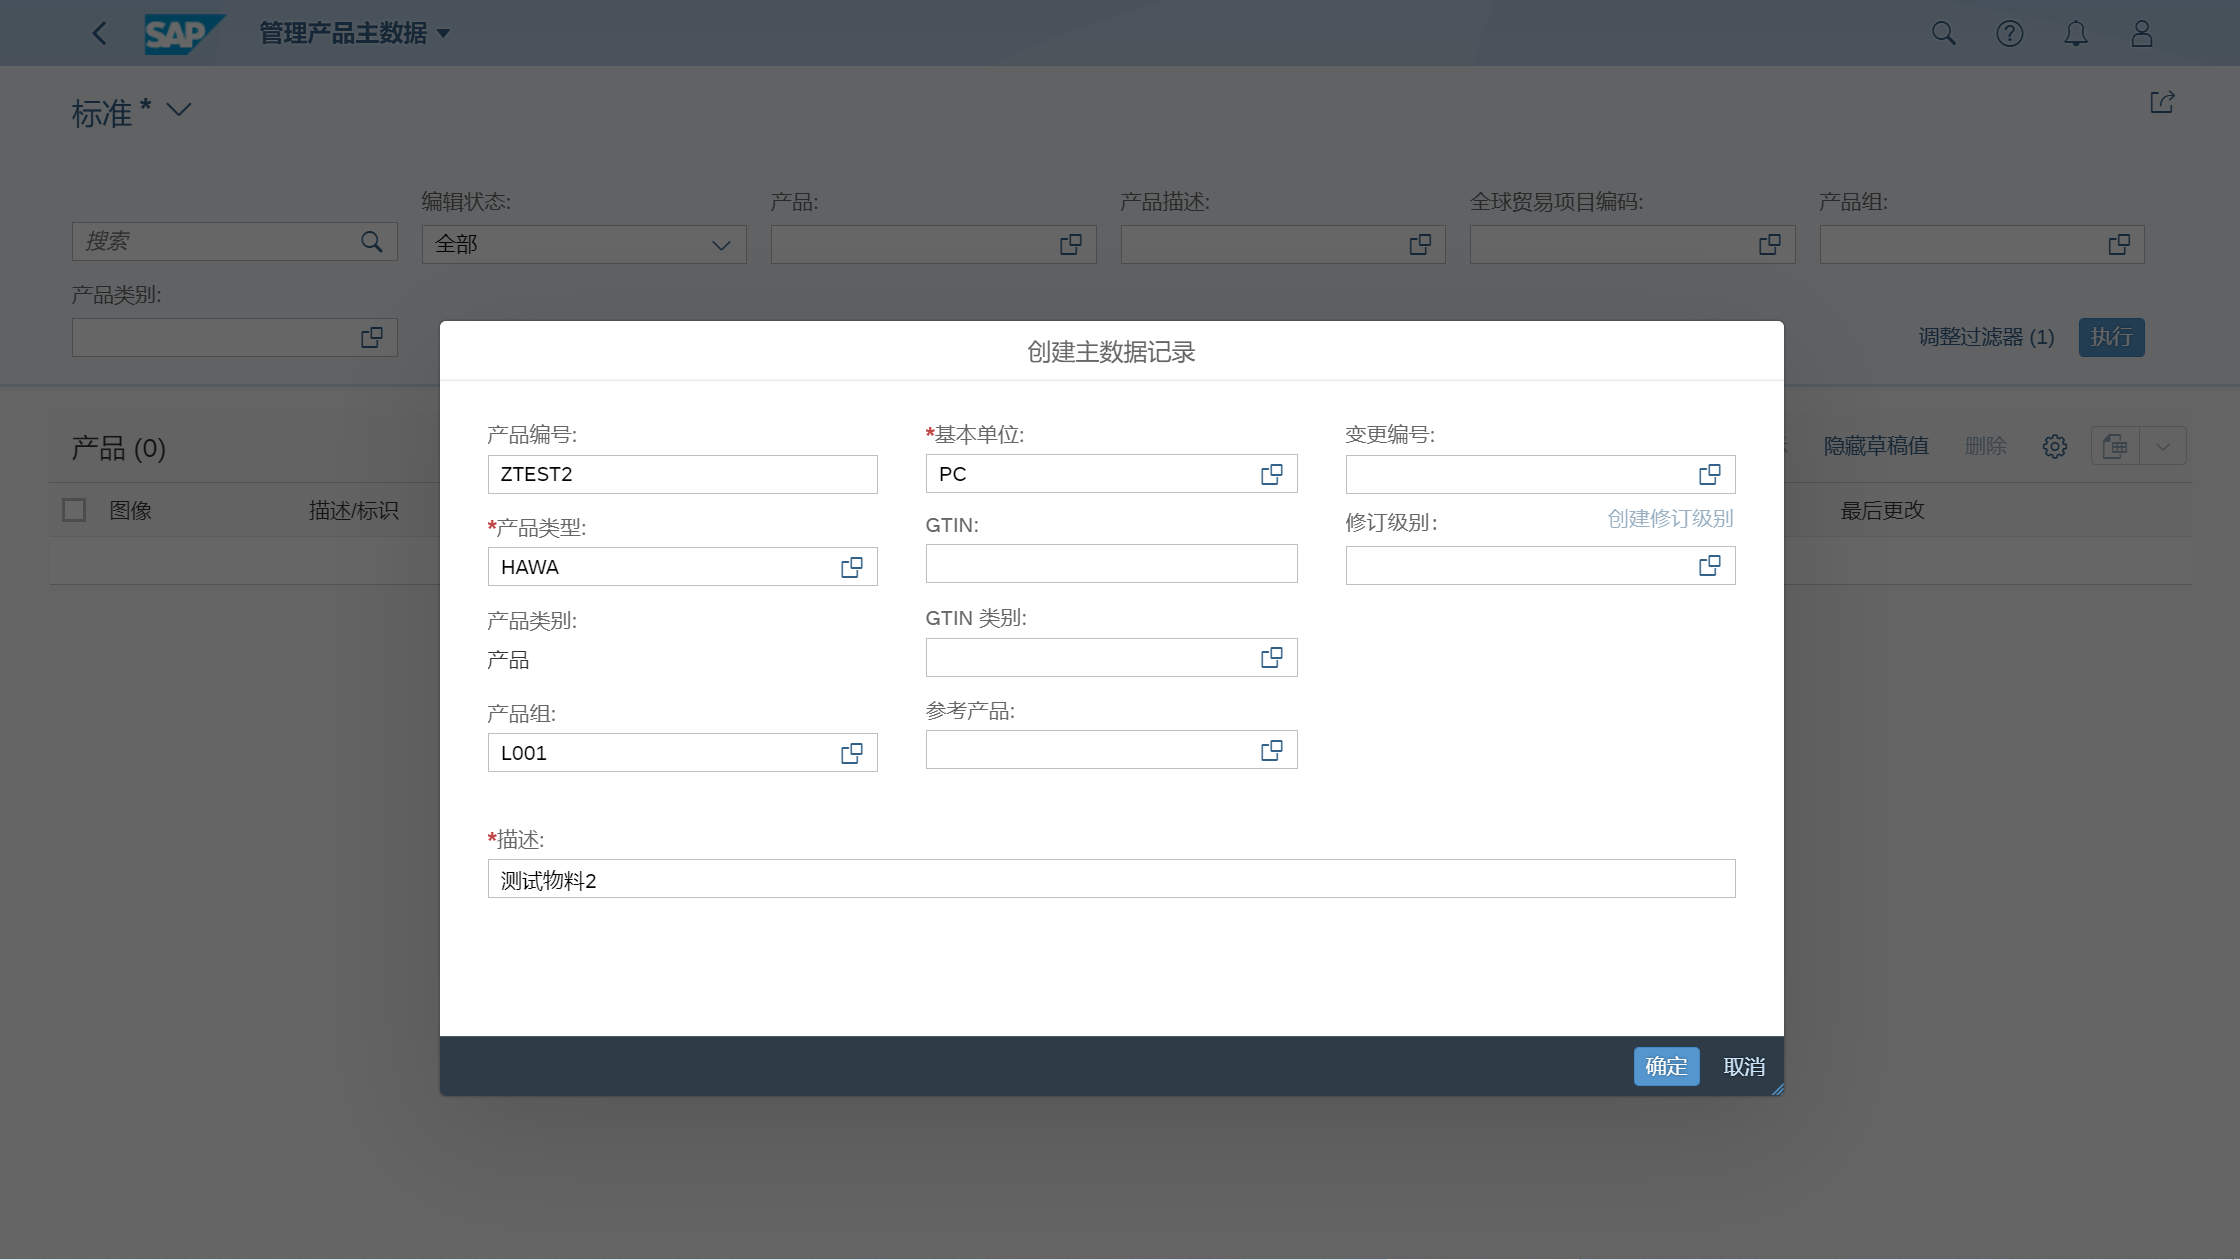 SAP 管理产品主数据
标准 *
编辑状态: 产品: 产品描述: 全球贸易项目编码: 产品组:
搜索 全部
产品类别:
调整过滤器 (1) 执行
创建主数据记录
产品 (0) 隐藏草稿值 删除
图像 描述/标识 最后更改
产品编号: *基本单位: 变更编号:
ZTEST2 PC
*产品类型: GTIN: 修订级别: 创建修订级别
HAWA
产品类别: GTIN 类别:
产品
产品组: 参考产品:
L001
*描述:
测试物料2
确定 取消